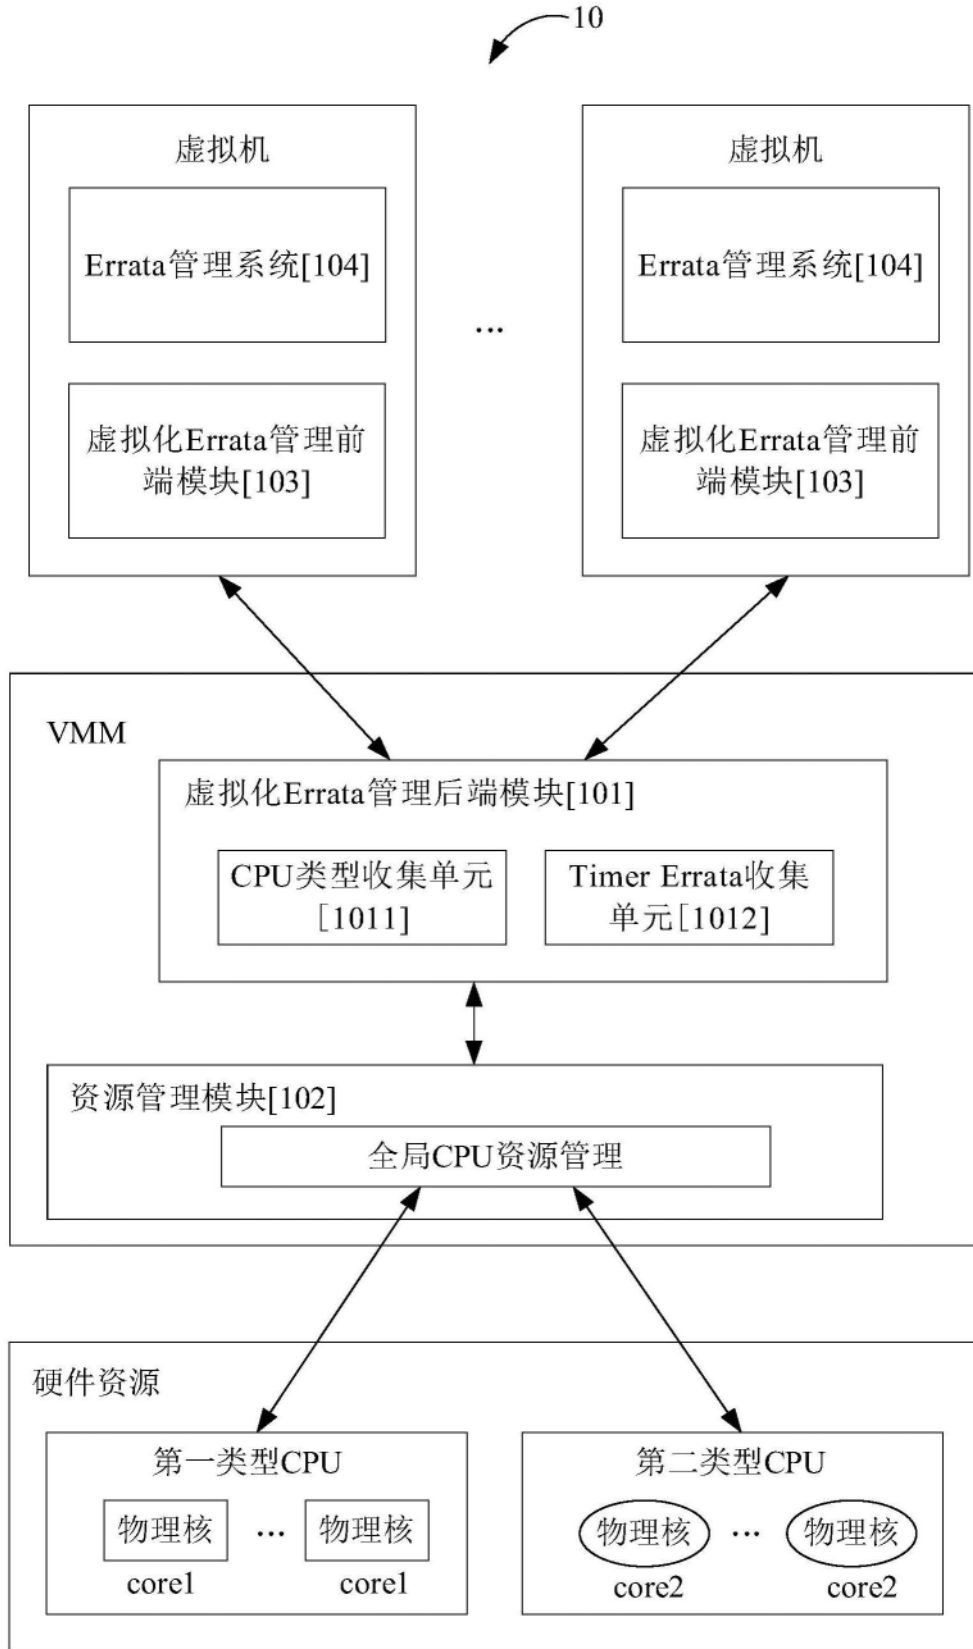 10
虚拟机
虚拟机
Errata管理系统[104]
Errata管理系统[104]
...
虚拟化Errata管理前
端模块[103]
虚拟化Errata管理前
端模块[103]
VMM
虚拟化Errata管理后端模块[101]
CPU类型收集单元
[1011]
Timer Errata收集
单元[1012]
资源管理模块[102]
全局CPU资源管理
硬件资源
第一类型CPU
第二类型CPU
物理核 ... 物理核
core1 core1
物理核 ... 物理核
core2 core2